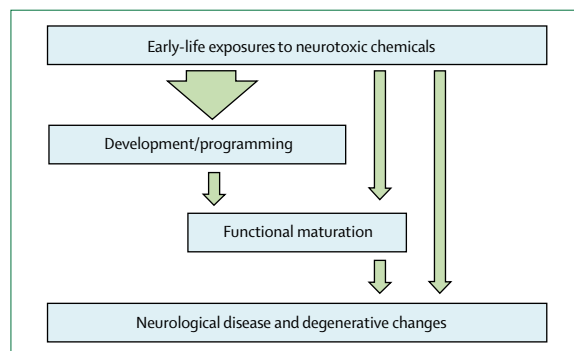 Early-life exposures to neurotoxic chemicals
Development/programming
Functional maturation
Neurological disease and degenerative changes